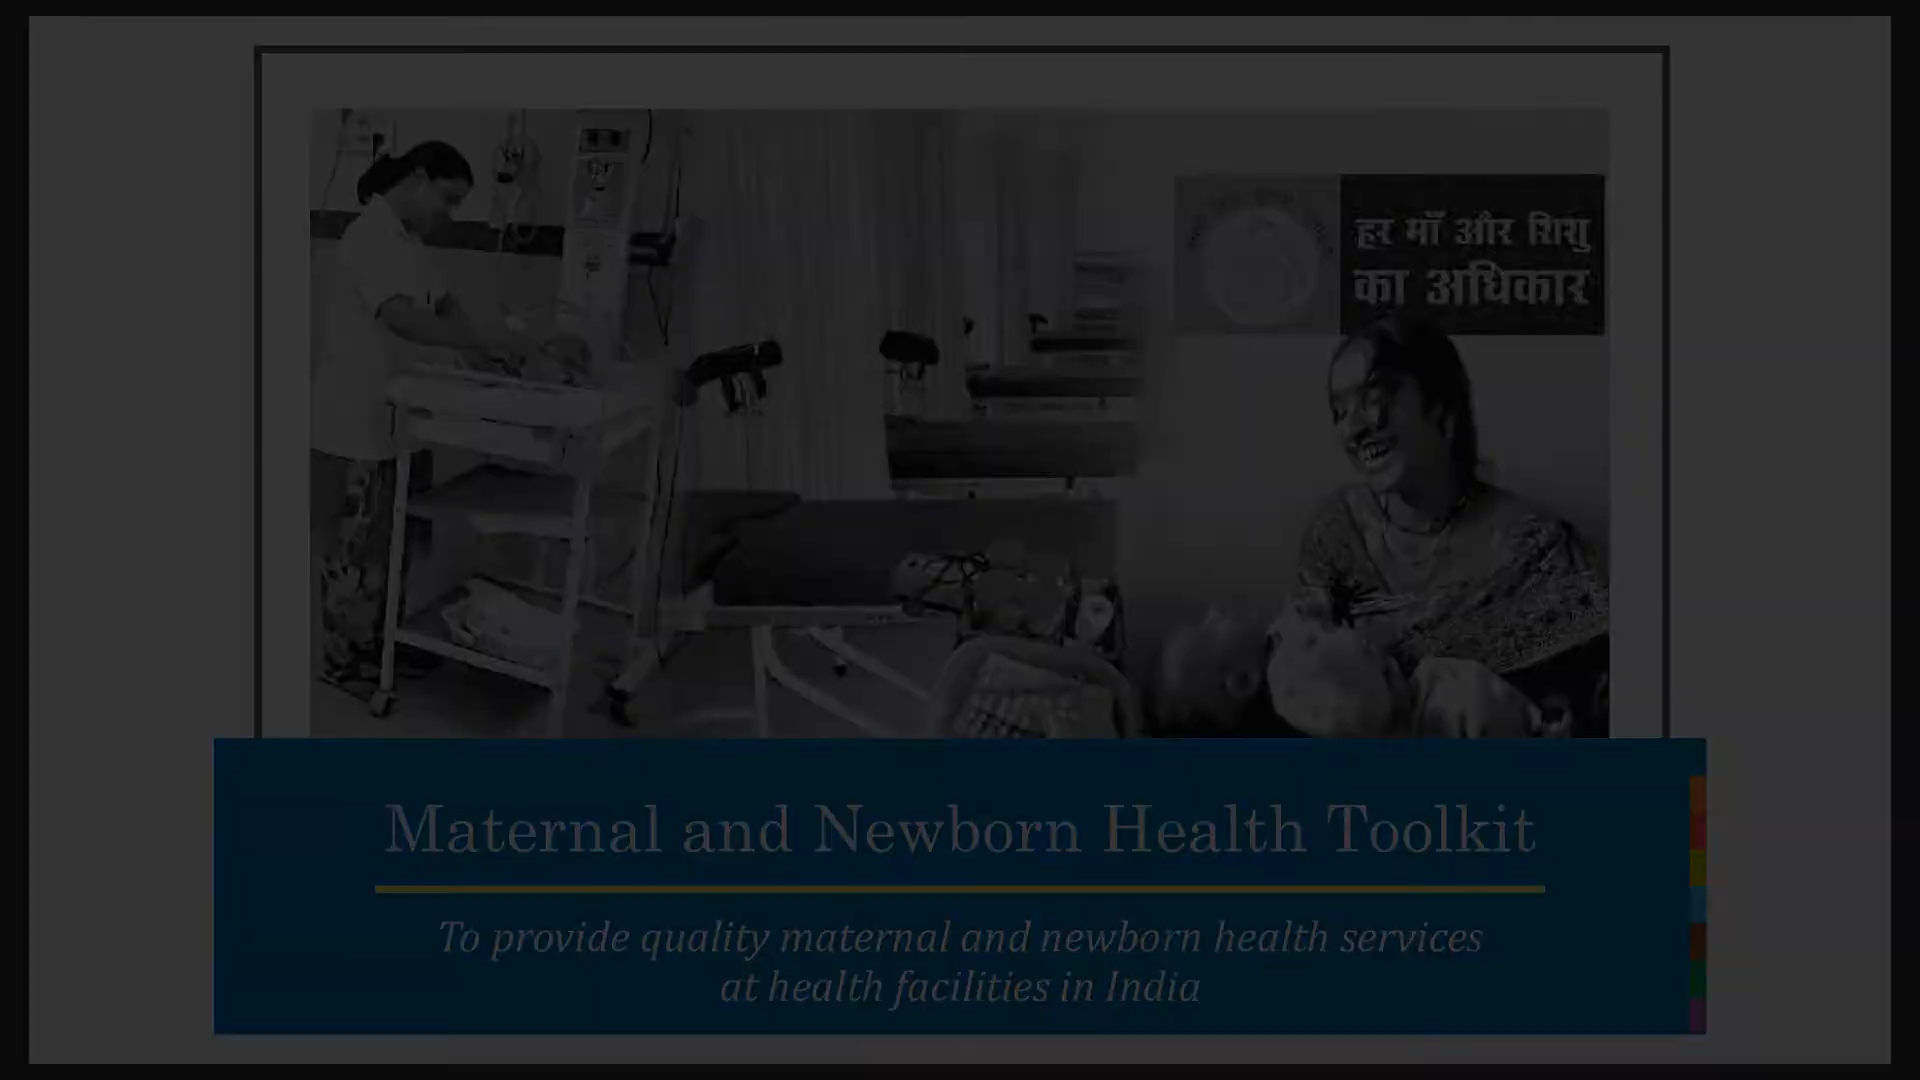 हर माँ और शिशु
का अधिकार
Maternal and Newborn Health Toolkit
To provide quality maternal and newborn health services
at health facilities in India